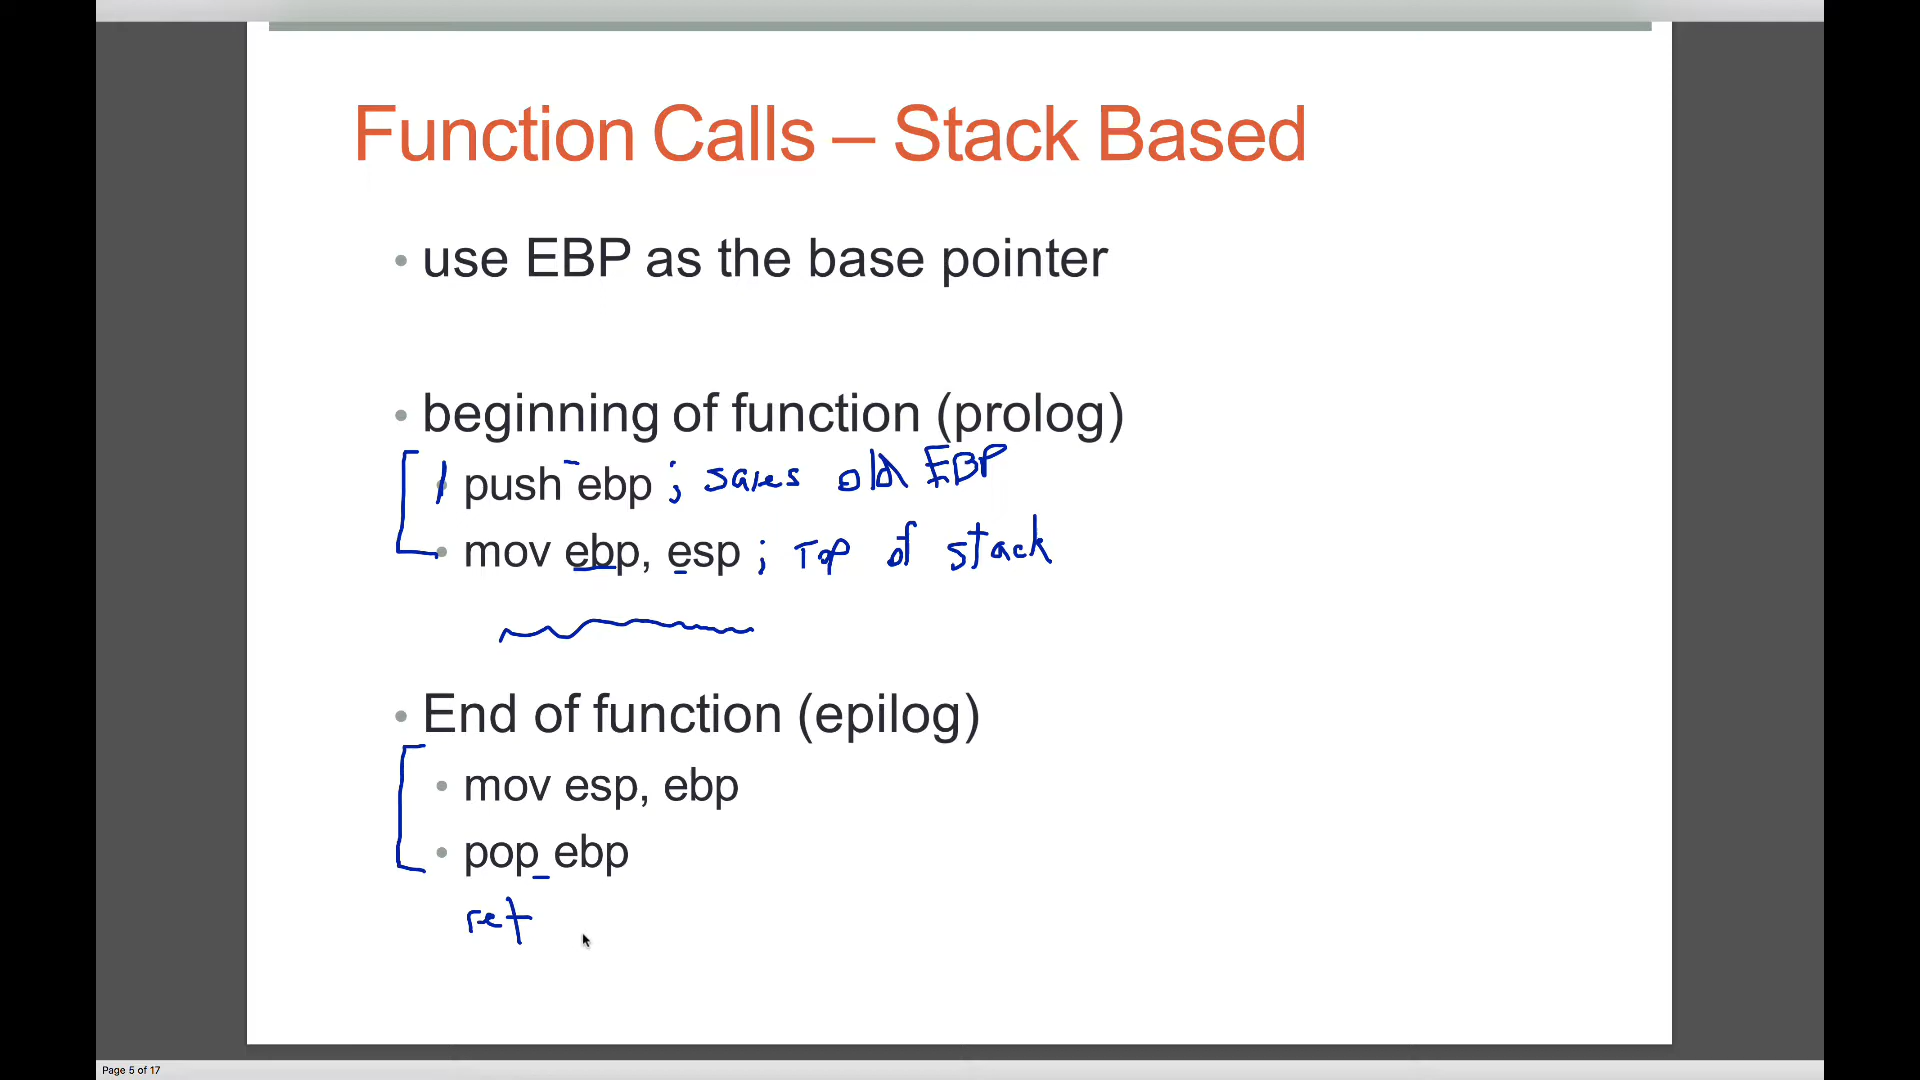 Function Calls – Stack Based
• use EBP as the base pointer
• beginning of function (prolog)
• push ebp ; saves old EBP
• mov ebp, esp ; Top of stack
• End of function (epilog)
• mov esp, ebp
• pop ebp
ret
Page 5 of 17